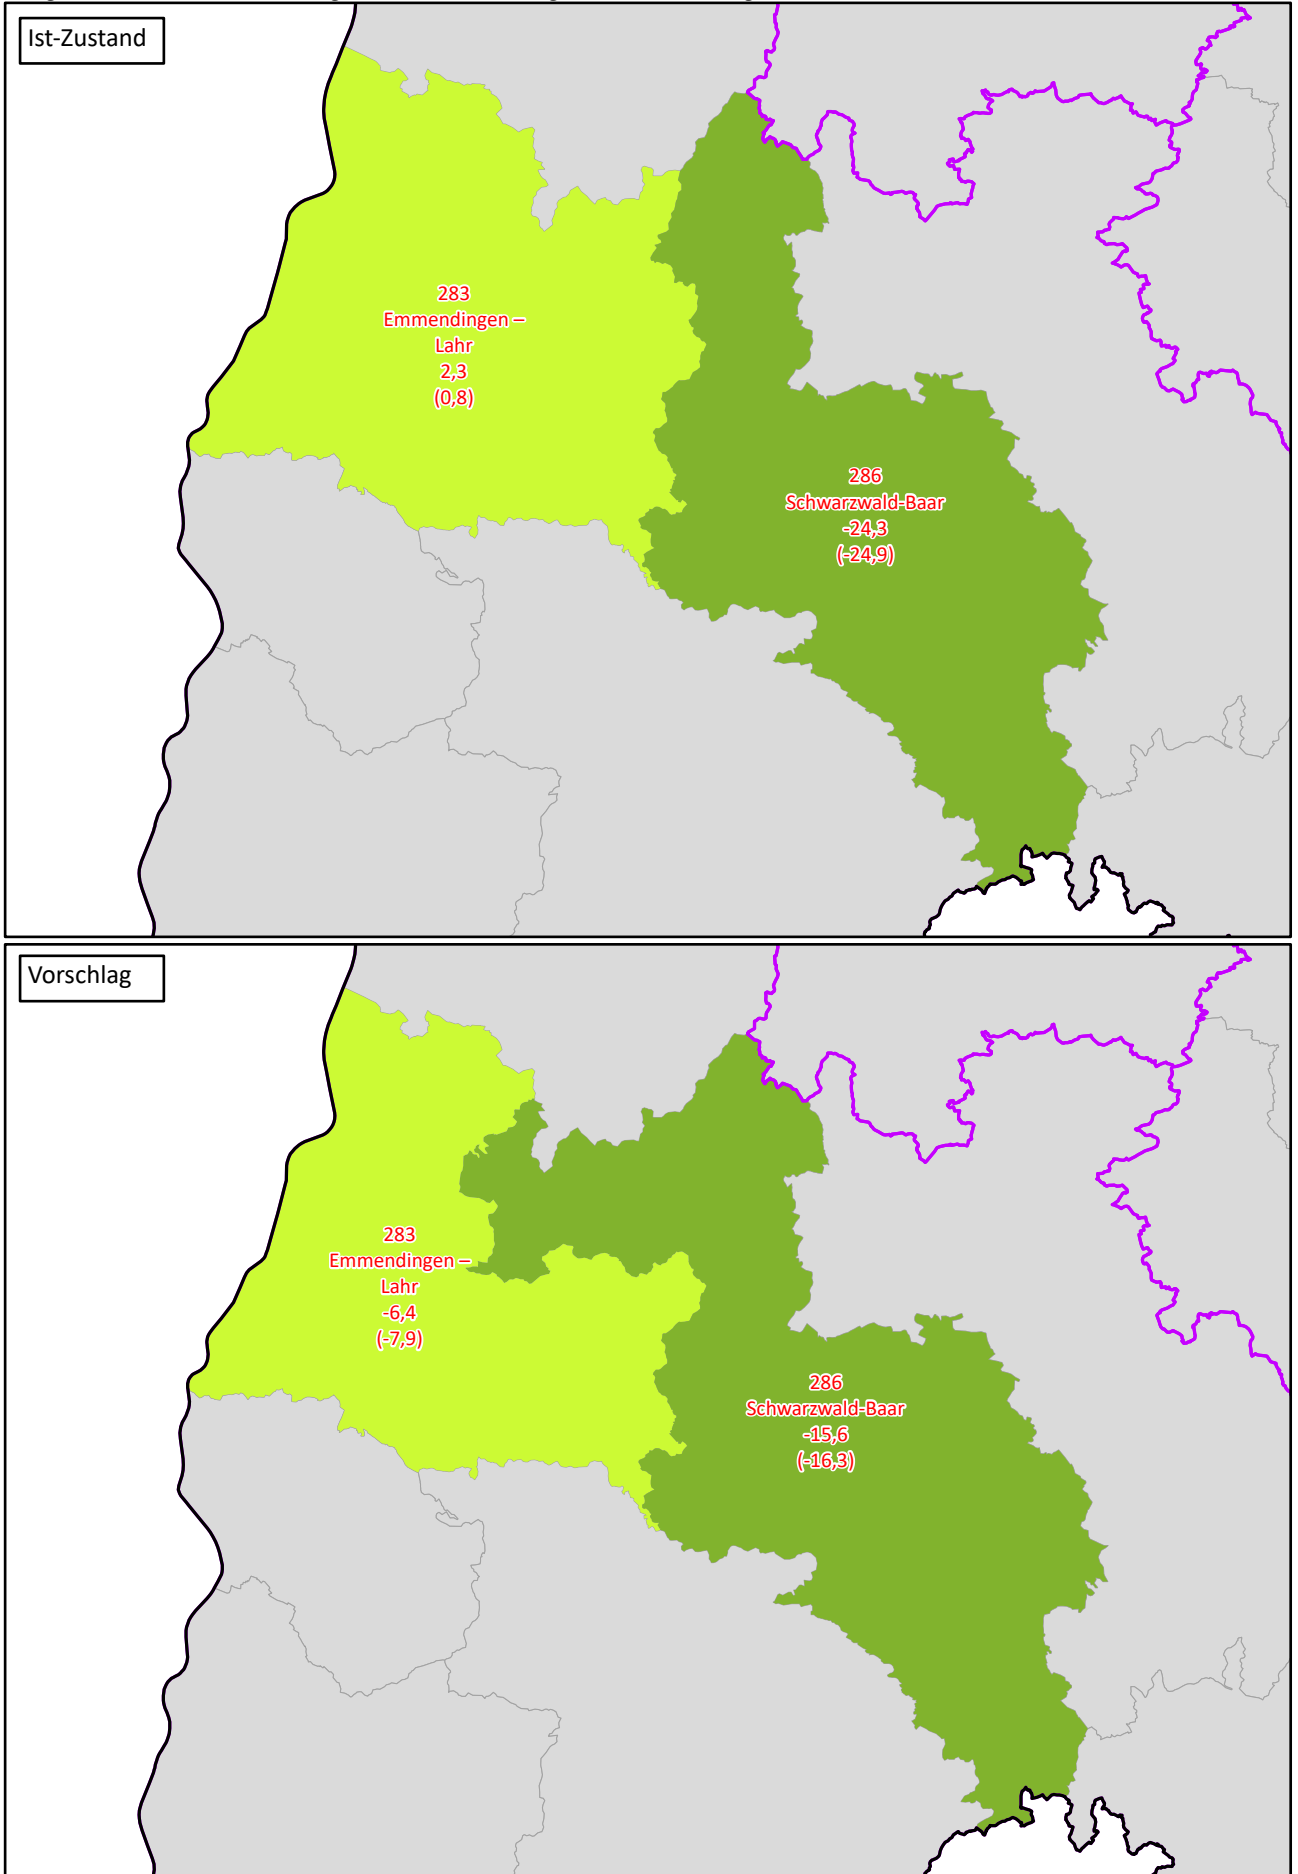 Ist-Zustand
283
Emmendingen –
Lahr
2,3
(0,8)
286
Schwarzwald-Baar
-24,3
(-24,9)
Vorschlag
283
Emmendingen –
Lahr
-6,4
(-7,9)
286
Schwarzwald-Baar
-15,6
(-16,3)